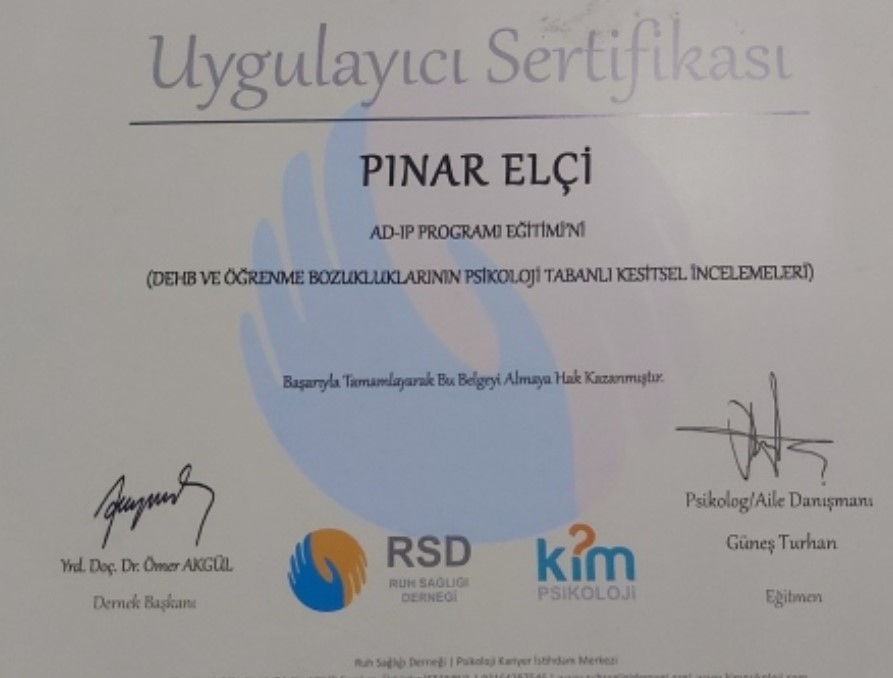 Uygulayıcı Sertifikası
PINAR ELÇİ
AD-IP PROGRAMI EĞİTİMİ'Nİ
(DEHB VE ÖĞRENME BOZUKLUKLARININ PSİKOLOJİ TABANLI KESİTSEL İNCELEMELERİ)
Başarıyla Tamamlayarak Bu Belgeyi Almaya Hak Kazanmıştır.
Yrd. Doç. Dr. Ömer AKGÜL
Dernek Başkanı
RSD
RUH SAĞLIĞI
DERNEĞİ
kim
PSİKOLOJİ
Psikolog/Aile Danışmanı
Güneş Turhan
Eğitmen
Ruh Sağlığı Derneği | Psikoloji Kariyer İstihdam Merkezi